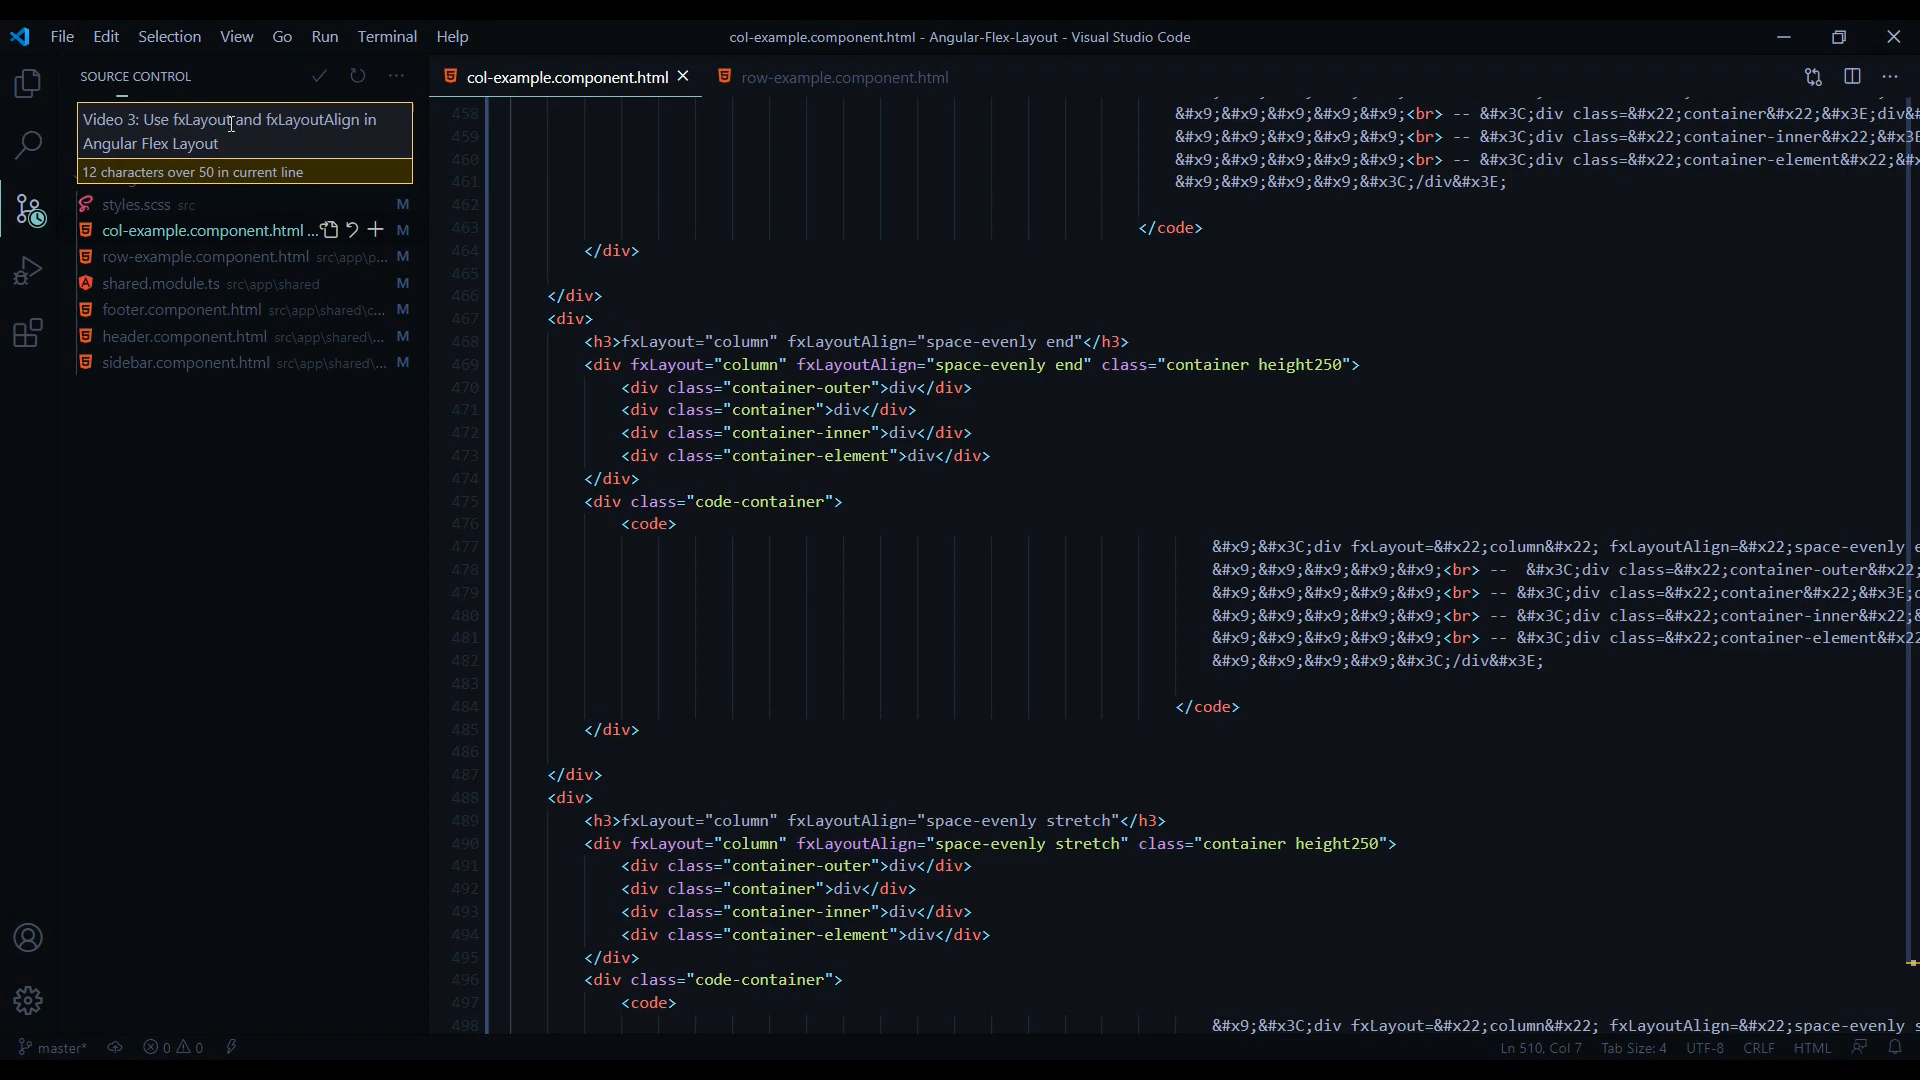 File Edit Selection View Go Run Terminal Help
col-example.component.html - Angular-Flex-Layout - Visual Studio Code
SOURCE CONTROL
Video 3: Use fxLayout and fxLayoutAlign in
Angular Flex Layout
12 characters over 50 in current line
styles.scss src M
col-example.component.html ... M
row-example.component.html src\app\p... M
shared.module.ts src\app\shared M
footer.component.html src\app\shared\c... M
header.component.html src\app\shared\... M
sidebar.component.html src\app\shared\... M
col-example.component.html row-example.component.html
458 &#x9;&#x9;&#x9;&#x9;&#x9;<br> -- &#x3C;div class=&#x22;container&#x22;&#x3E;div&#
459 &#x9;&#x9;&#x9;&#x9;&#x9;<br> -- &#x3C;div class=&#x22;container-inner&#x22;&#x3E
460 &#x9;&#x9;&#x9;&#x9;&#x9;<br> -- &#x3C;div class=&#x22;container-element&#x22;&#x
461 &#x9;&#x9;&#x9;&#x9;&#x3C;/div&#x3E;
462
463 </code>
464 </div>
465
466 </div>
467 <div>
468 <h3>fxLayout="column" fxLayoutAlign="space-evenly end"</h3>
469 <div fxLayout="column" fxLayoutAlign="space-evenly end" class="container height250">
470 <div class="container-outer">div</div>
471 <div class="container">div</div>
472 <div class="container-inner">div</div>
473 <div class="container-element">div</div>
474 </div>
475 <div class="code-container">
476 <code>
477 &#x9;&#x3C;div fxLayout=&#x22;column&#x22; fxLayoutAlign=&#x22;space-evenly e
478 &#x9;&#x9;&#x9;&#x9;&#x9;<br> --  &#x3C;div class=&#x22;container-outer&#x22;
479 &#x9;&#x9;&#x9;&#x9;&#x9;<br> -- &#x3C;div class=&#x22;container&#x22;&#x3E;d
480 &#x9;&#x9;&#x9;&#x9;&#x9;<br> -- &#x3C;div class=&#x22;container-inner&#x22;&
481 &#x9;&#x9;&#x9;&#x9;&#x9;<br> -- &#x3C;div class=&#x22;container-element&#x22
482 &#x9;&#x9;&#x9;&#x9;&#x3C;/div&#x3E;
483
484 </code>
485 </div>
486
487 </div>
488 <div>
489 <h3>fxLayout="column" fxLayoutAlign="space-evenly stretch"</h3>
490 <div fxLayout="column" fxLayoutAlign="space-evenly stretch" class="container height250">
491 <div class="container-outer">div</div>
492 <div class="container">div</div>
493 <div class="container-inner">div</div>
494 <div class="container-element">div</div>
495 </div>
496 <div class="code-container">
497 <code>
498 &#x9;&#x3C;div fxLayout=&#x22;column&#x22; fxLayoutAlign=&#x22;space-evenly s
master* 0 0 Ln 510, Col 7 Tab Size: 4 UTF-8 CRLF HTML